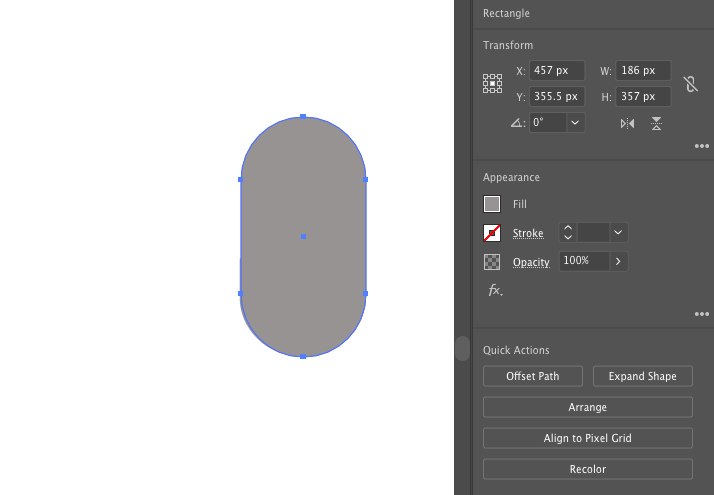 Rectangle
Transform
X: 457 px W: 186 px
Y: 355.5 px H: 357 px
0°
Appearance
Fill
Stroke
Opacity 100%
fx.
Quick Actions
Offset Path Expand Shape
Arrange
Align to Pixel Grid
Recolor